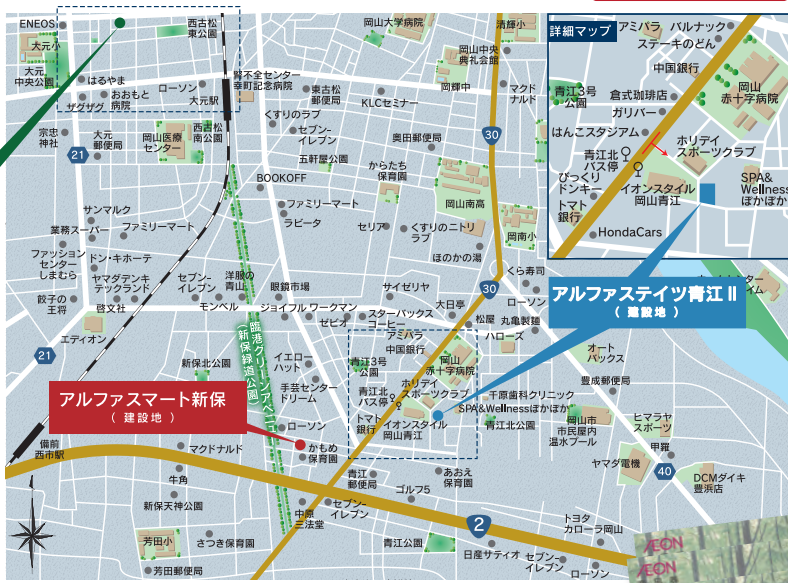 ENEOS
大元小
大元
中央公園
西古松
東公園
はるやま
ザグザグ
おおもと
病院
ローソン
大元駅
宗忠
神社
21
大元
郵便局
岡山医療
センター
西古松
南公園
腎不全センター
幸町記念病院
東古松
郵便局
くすりのラブ
セブン-
イレブン
五軒屋公園
BOOKOFF
岡山大学病院
清輝小
岡山中央
典礼会館
岡輝中
マクド
ナルド
KLCセミナー
30
奥田郵便局
からたち
保育園
岡山南高
岡南小
詳細マップ
アミパラ
バルナック
ステーキのどん
中国銀行
青江3号
公園
岡山
赤十字病院
倉式珈琲店
ガリバー
はんこスタジアム
ホリデイ
スポーツクラブ
青江北
バス停
びっくり
ドンキー
イオンスタイル
岡山青江
SPA&
Wellness
ぽかぽか
トマト
銀行
HondaCars
サンマルク
業務スーパー
ファミリーマート
ファッション
センター
しまむら
ドン・キホーテ
ヤマダデンキ
テックランド
餃子の
王将
啓文社
エディオン
21
セブン-
イレブン
洋服の
青山
モンベル
ファミリーマート
ラピータ
セリア
くすりのニトリ
ラブ
ほのかの湯
眼鏡市場
サイゼリヤ
ジョイフル
ワークマン
ゼビオ
スターバックス
コーヒー
大日亭
30
くら寿司
ローソン
松屋
丸亀製麺
アルファステイツ青江Ⅱ
( 建設地 )
臨港グリーンアベニュー
(新保緑道公園)
新保北公園
イエロー
ハット
手芸センター
ドリーム
アミパラ
中国銀行
青江3号
公園
岡山
赤十字病院
ハローズ
オート
バックス
豊成郵便局
青江北
バス停
ホリデイ
スポーツクラブ
千原歯科クリニック
SPA&Wellnessぽかぽか
トマト
銀行
イオンスタイル
岡山青江
青江北公園
岡山市
市民屋内
温水プール
ヒマラヤ
スポーツ
甲羅
ヤマダ電機
40
DCMダイキ
豊浜店
アルファスマート新保
( 建設地 )
ローソン
かもめ
保育園
備前
西市駅
マクドナルド
牛角
新保天神公園
芳田小
さつき保育園
芳田郵便局
中原
三法堂
青江
郵便局
セブン-
イレブン
ゴルフ5
あおえ
保育園
2
青江公園
日産サティオ
セブン-
イレブン
トヨタ
カローラ岡山
ローソン
ÆON
ÆON